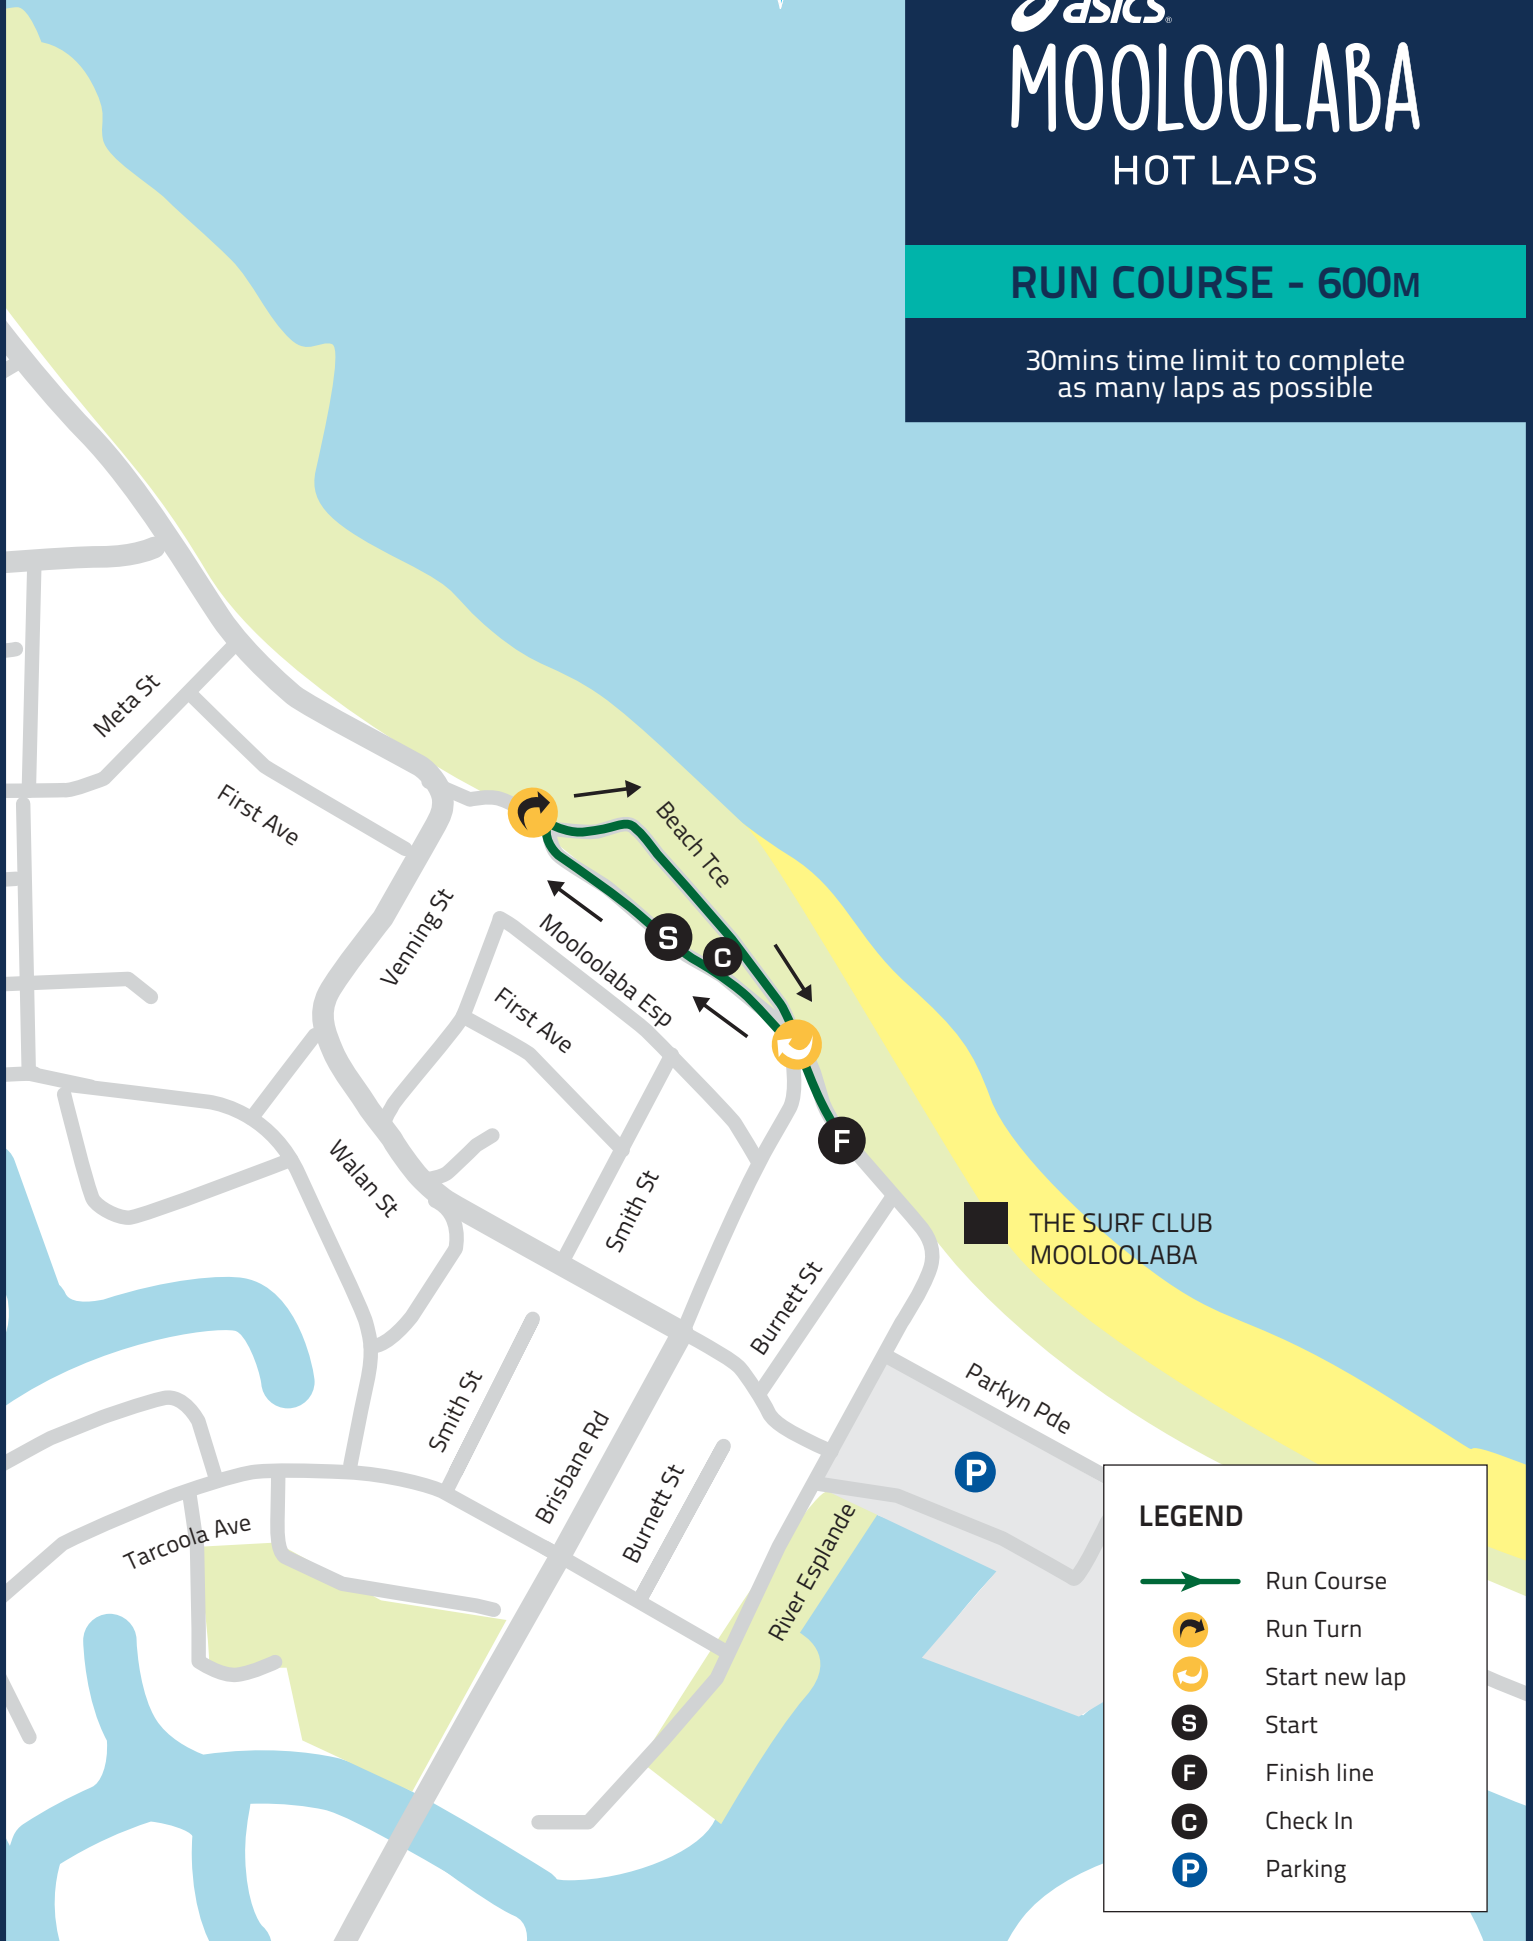 asics®
MOOLOOLABA
HOT LAPS
RUN COURSE - 600M
30mins time limit to complete
as many laps as possible
Meta St
First Ave
Beach Tce
Venning St
Mooloolaba Esp
S
C
First Ave
F
Walan St
Smith St
THE SURF CLUB
MOOLOOLABA
Burnett St
Parkyn Pde
Smith St
Brisbane Rd
Burnett St
P
Tarcoola Ave
River Esplande
LEGEND
Run Course
Run Turn
Start new lap
S Start
F Finish line
C Check In
P Parking